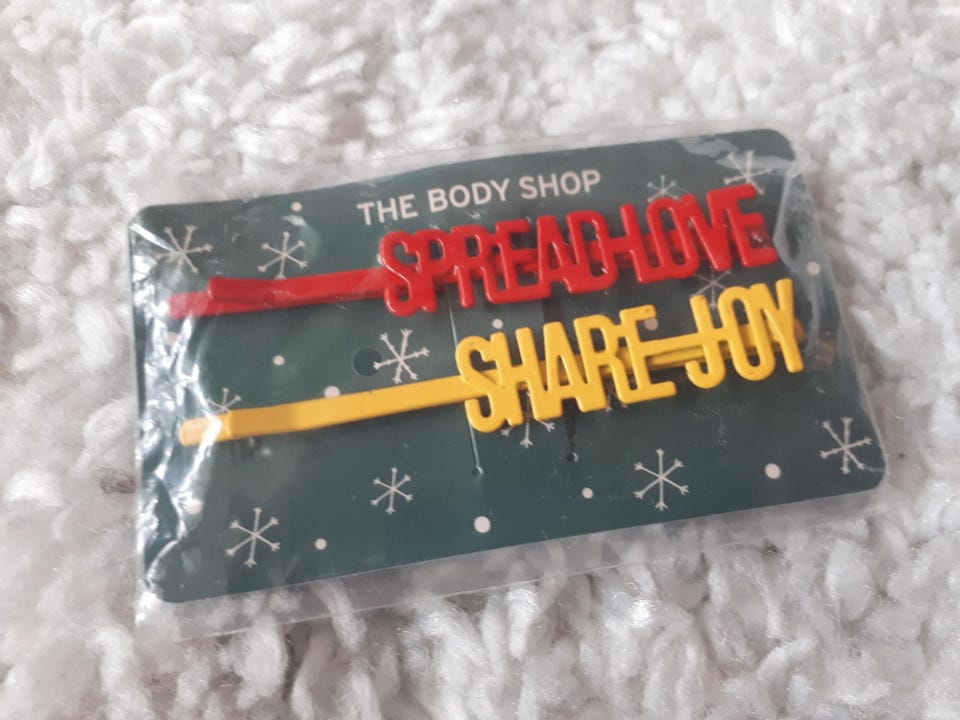 THE BODY SHOP
SPREAD LOVE
SHARE JOY